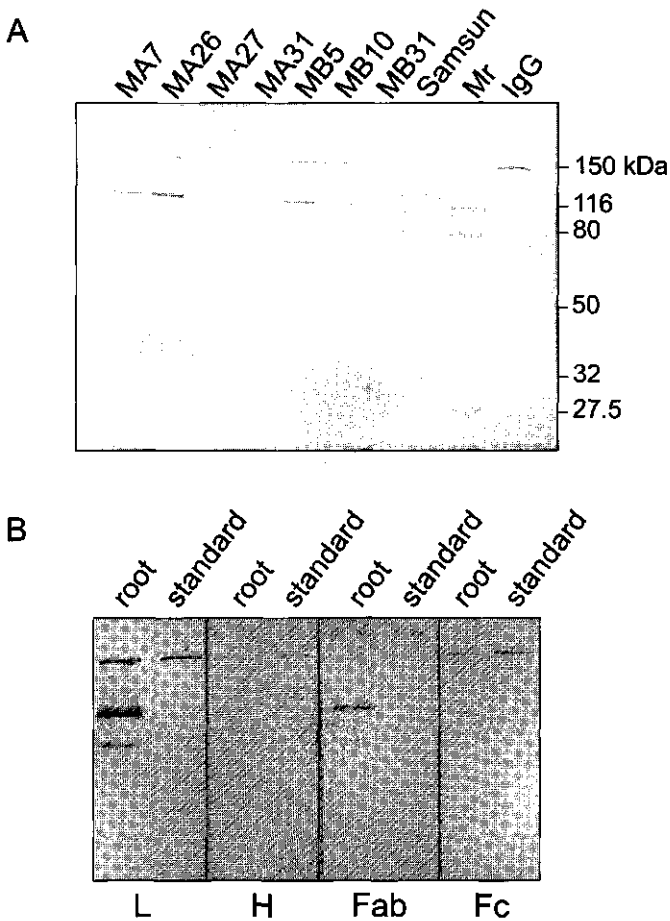 A
MA7 MA26 MA27 MA31 MB5 MB10 MB31 Samsun Mr IgG
150 kDa
116
80
50
32
27.5
B
root standard root standard root standard root standard
L H Fab Fc